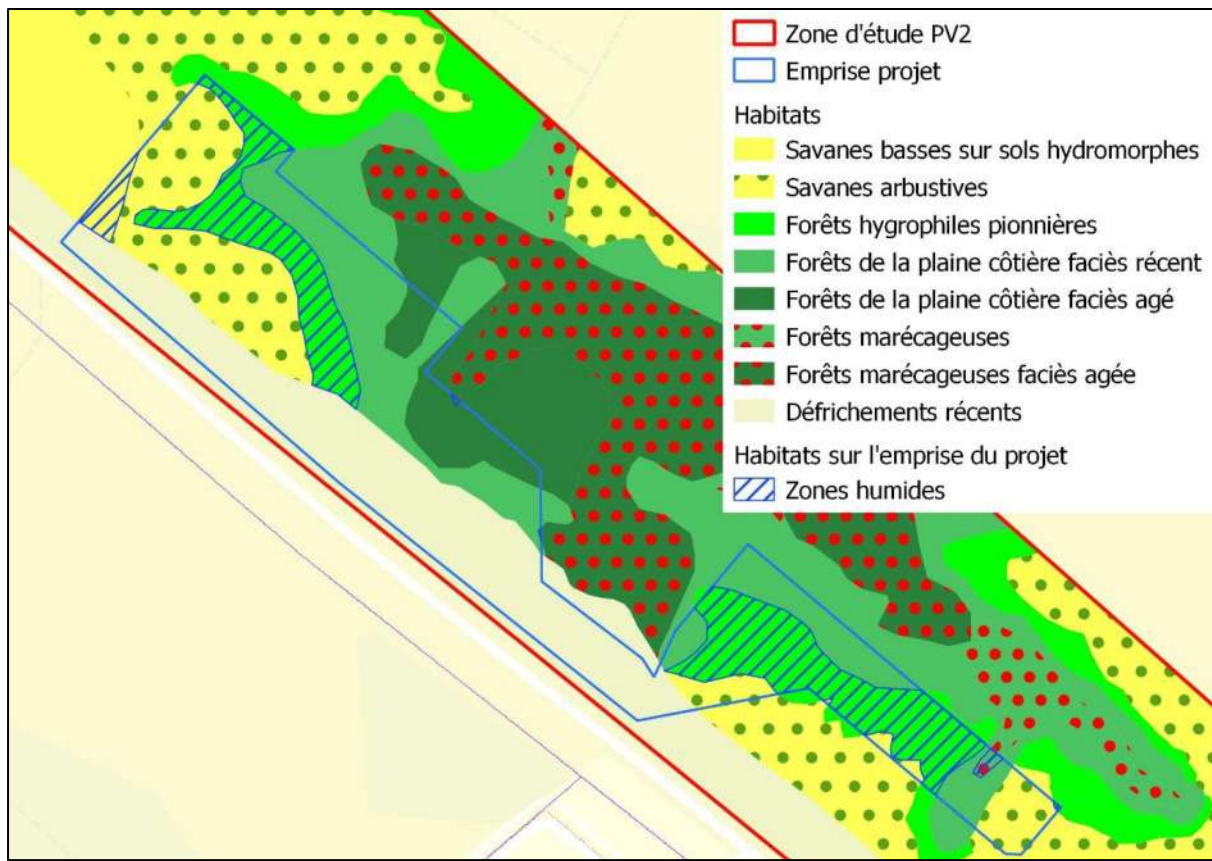 Zone d'étude PV2
Emprise projet
Habitats
Savanes basses sur sols hydromorphes
Savanes arbustives
Forêts hygrophiles pionnières
Forêts de la plaine côtière faciès récent
Forêts de la plaine côtière faciès agé
Forêts marécageuses
Forêts marécageuses faciès agée
Défrichements récents
Habitats sur l'emprise du projet
Zones humides